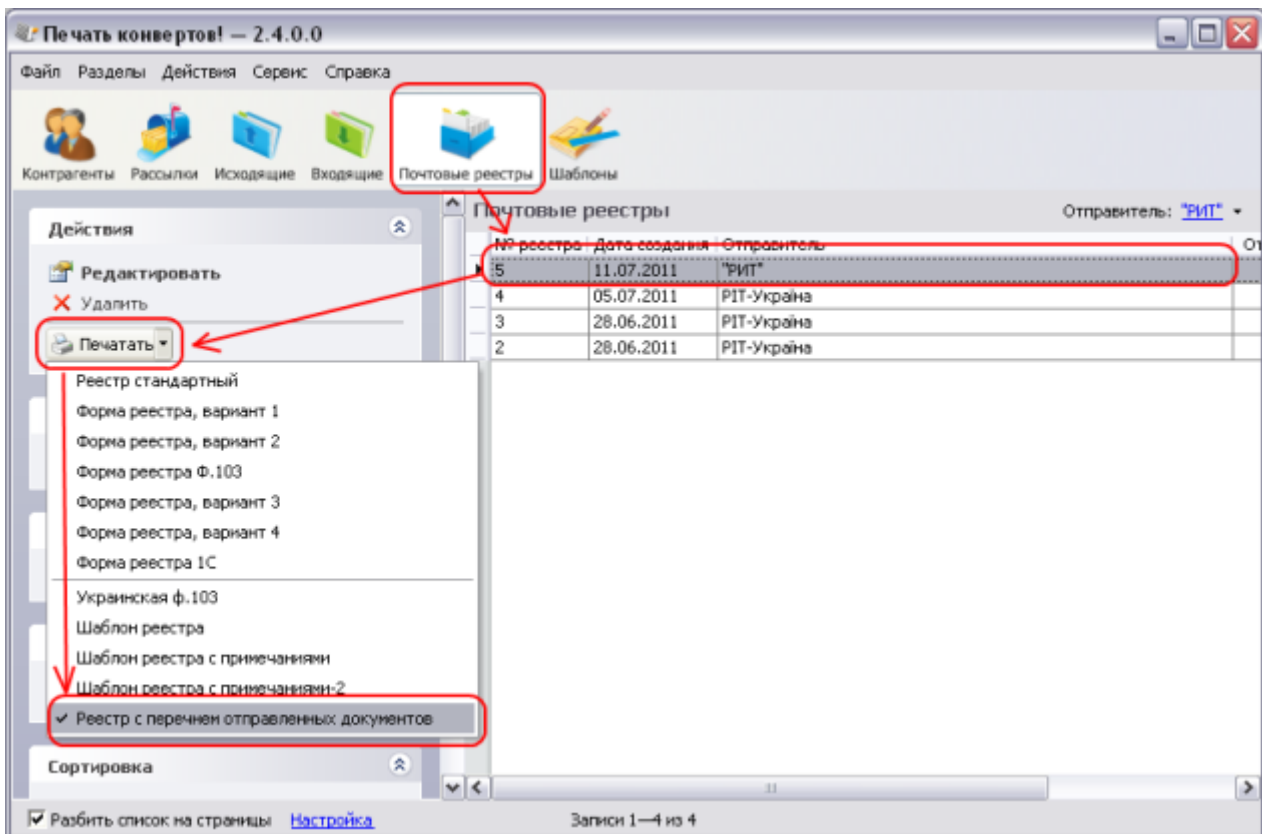 Печать конвертов! — 2.4.0.0
Файл Разделы Действия Сервис Справка
Контрагенты Рассылки Исходящие Входящие Почтовые реестры Шаблоны
Почтовые реестры Отправитель: "РИТ"
Действия
№ реестра Дата создания Отправитель От
Редактировать
5 11.07.2011 "РИТ"
Удалить
4 05.07.2011 РІТ-Україна
3 28.06.2011 РІТ-Україна
Печатать
2 28.06.2011 РІТ-Україна
Реестр стандартный
Форма реестра, вариант 1
Форма реестра, вариант 2
Форма реестра Ф.103
Форма реестра, вариант 3
Форма реестра, вариант 4
Форма реестра 1С
Украинская ф.103
Шаблон реестра
Шаблон реестра с примечаниями
Шаблон реестра с примечаниями-2
Реестр с перечнем отправленных документов
Сортировка
Разбить список на страницы Настройка Записи 1—4 из 4